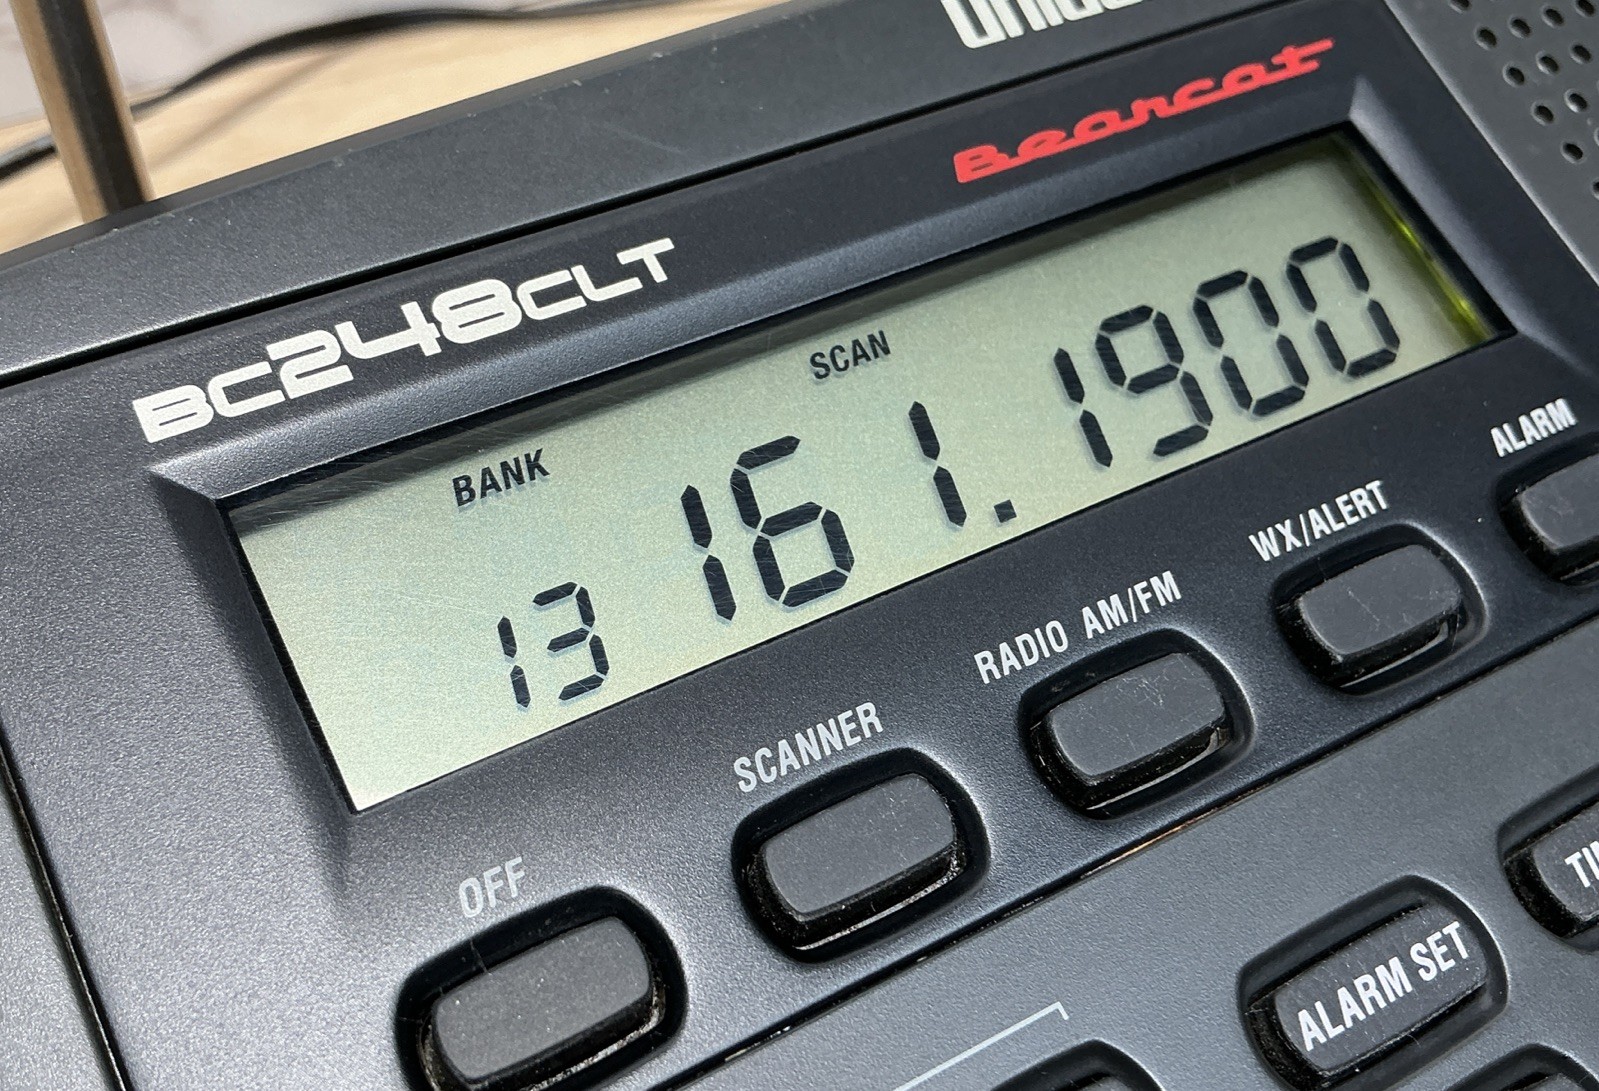 Bearcat
BC248CLT
BANK SCAN
13 161.1900
ALARM
WX/ALERT
RADIO AM/FM
SCANNER
OFF
ALARM SET